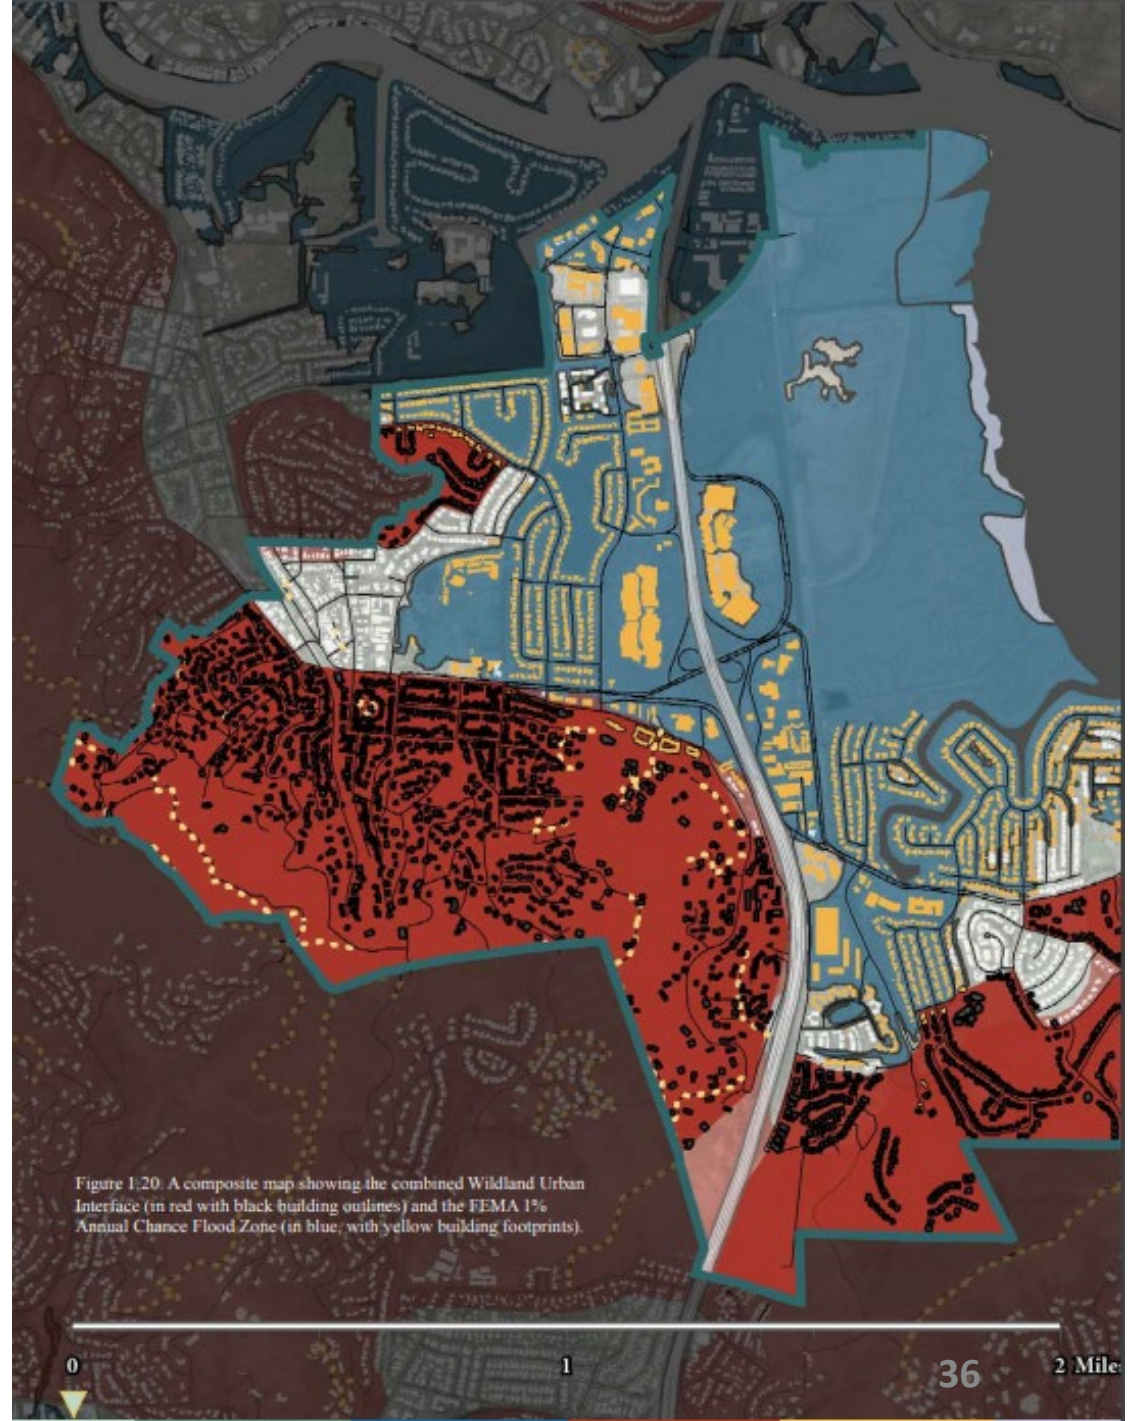 Figure 1.20: A composite map showing the combined Wildland Urban
Interface (in red with black building outlines) and the FEMA 1%
Annual Chance Flood Zone (in blue, with yellow building footprints).
0 1 2 Mile
36